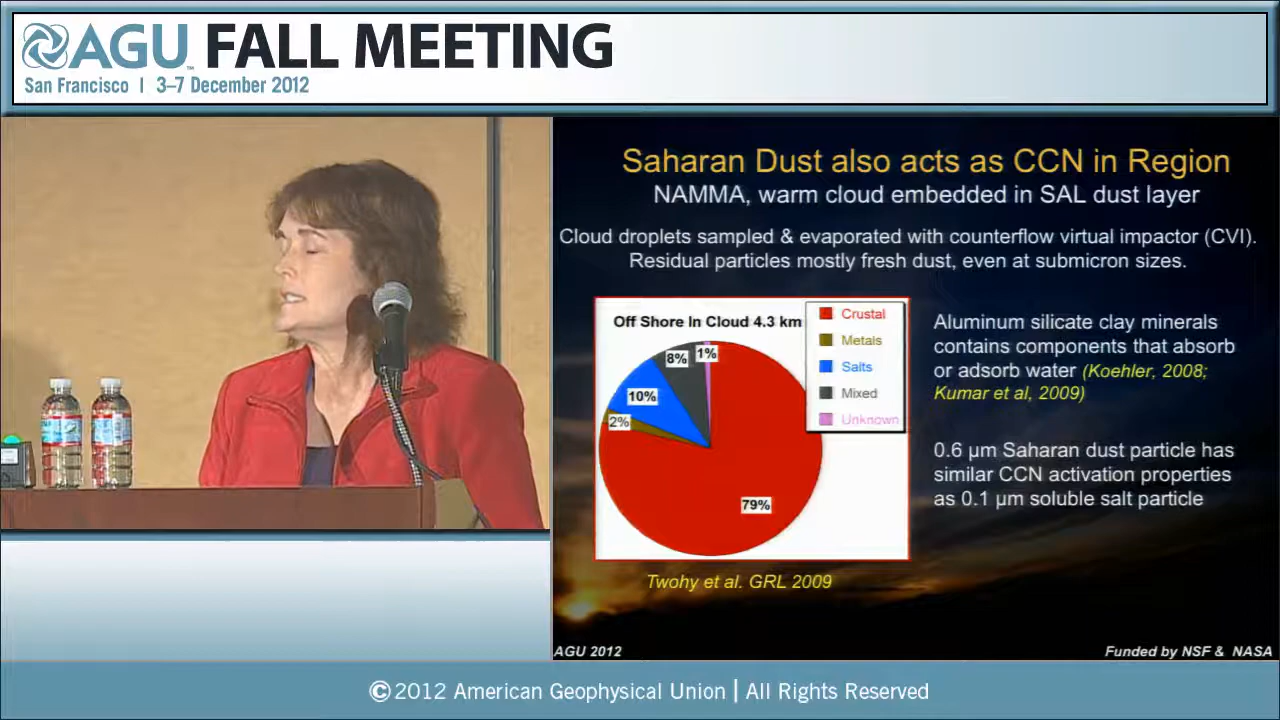 AGU™ FALL MEETING
San Francisco | 3–7 December 2012
Saharan Dust also acts as CCN in Region
NAMMA, warm cloud embedded in SAL dust layer
Cloud droplets sampled & evaporated with counterflow virtual impactor (CVI).
Residual particles mostly fresh dust, even at submicron sizes.
Off Shore In Cloud 4.3 km
Crustal
Metals
Salts
Mixed
Unknown
1%
8%
10%
2%
79%
Twohy et al. GRL 2009
Aluminum silicate clay minerals
contains components that absorb
or adsorb water (Koehler, 2008;
Kumar et al, 2009)
0.6 µm Saharan dust particle has
similar CCN activation properties
as 0.1 µm soluble salt particle
AGU 2012
Funded by NSF & NASA
©2012 American Geophysical Union | All Rights Reserved